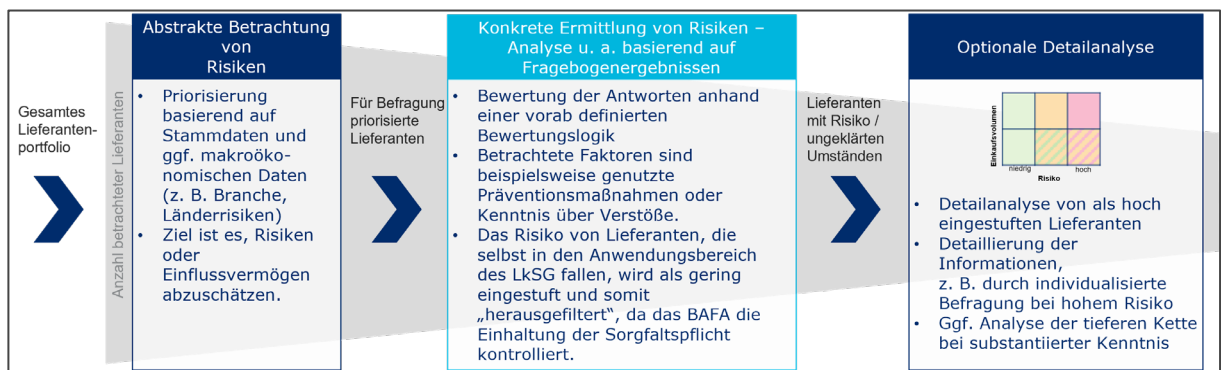 Gesamtes
Lieferanten-
portfolio
Anzahl betrachteter Lieferanten
Abstrakte Betrachtung
von
Risiken
• Priorisierung
basierend auf
Stammdaten und
ggf. makroöko-
nomischen Daten
(z. B. Branche,
Länderrisiken)
• Ziel ist es, Risiken
oder
Einflussvermögen
abzuschätzen.
Für Befragung
priorisierte
Lieferanten
Konkrete Ermittlung von Risiken –
Analyse u. a. basierend auf
Fragebogenergebnissen
• Bewertung der Antworten anhand
einer vorab definierten
Bewertungslogik
• Betrachtete Faktoren sind
beispielsweise genutzte
Präventionsmaßnahmen oder
Kenntnis über Verstöße.
• Das Risiko von Lieferanten, die
selbst in den Anwendungsbereich
des LkSG fallen, wird als gering
eingestuft und somit
„herausgefiltert“, da das BAFA die
Einhaltung der Sorgfaltspflicht
kontrolliert.
Lieferanten
mit Risiko /
ungeklärten
Umständen
Optionale Detailanalyse
Einkaufsvolumen
niedrig
hoch
Risiko
• Detailanalyse von als hoch
eingestuften Lieferanten
• Detaillierung der
Informationen,
z. B. durch individualisierte
Befragung bei hohem Risiko
• Ggf. Analyse der tieferen Kette
bei substantiierter Kenntnis